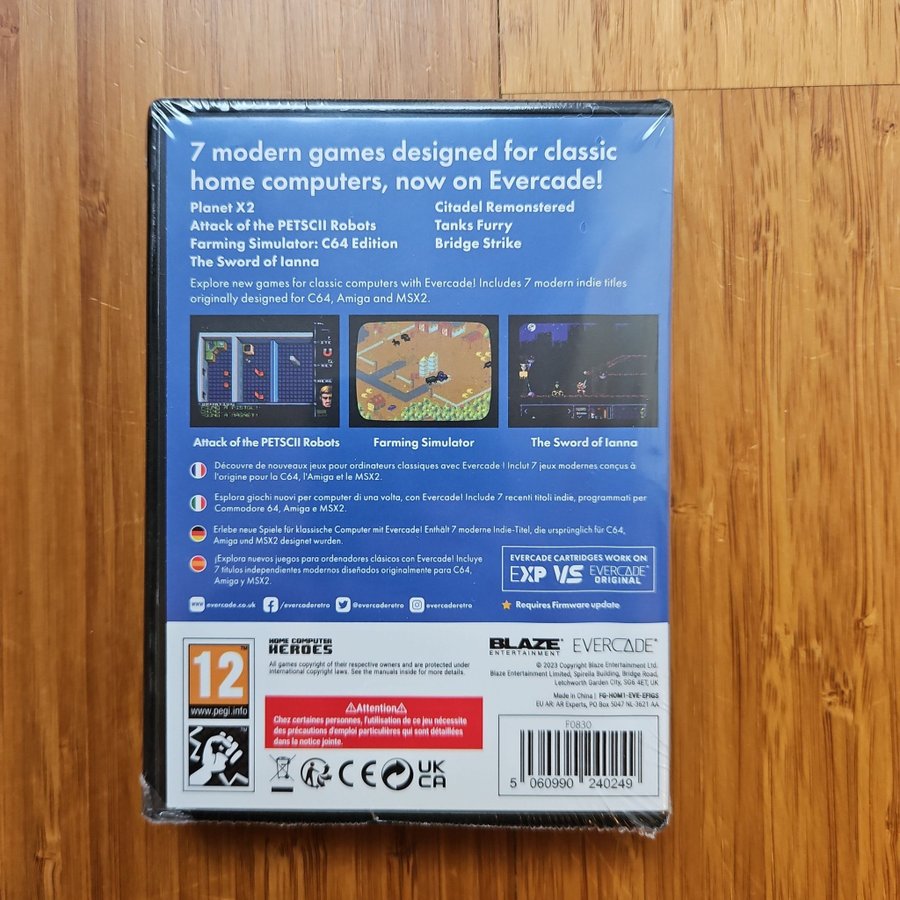 7 modern games designed for classic
home computers, now on Evercade!
Planet X2
Attack of the PETSCII Robots
Farming Simulator: C64 Edition
The Sword of Ianna
Citadel Remonstered
Tanks Furry
Bridge Strike
Explore new games for classic computers with Evercade! Includes 7 modern indie titles
originally designed for C64, Amiga and MSX2.
Attack of the PETSCII Robots
Farming Simulator
The Sword of Ianna
Découvre de nouveaux jeux pour ordinateurs classiques avec Evercade ! Inclut 7 jeux modernes conçus à
l'origine pour la C64, l'Amiga et le MSX2.
Esplora giochi nuovi per computer di una volta, con Evercade! Include 7 recenti titoli indie, programmati per
Commodore 64, Amiga e MSX2.
Erlebe neue Spiele für klassische Computer mit Evercade! Enthält 7 moderne Indie-Titel, die ursprünglich für C64,
Amiga und MSX2 designet wurden.
¡Explora nuevos juegos para ordenadores clásicos con Evercade! Incluye
7 títulos independientes modernos diseñados originalmente para C64,
Amiga y MSX2.
EVERCADE CARTRIDGES WORK ON
EXP VS EVERCADE ORIGINAL
www evercade.co.uk /evercaderetro @evercaderetro evercaderetro
Requires Firmware update
12
www.pegi.info
HOME COMPUTER
HEROES
All games copyright of their respective owners and are protected under
international copyright laws. See the manuals inside for more details.
⚠Attention⚠
Chez certaines personnes, l'utilisation de ce jeu nécessite
des précautions d'emploi particulières qui sont détaillées
dans la notice jointe.
CE UK
CA
BLAZE
ENTERTAINMENT
EVERCADE
© 2023 Copyright Blaze Entertainment Ltd.
Blaze Entertainment Limited, Spirella Building, Bridge Road,
Letchworth Garden City, SG6 4ET, UK
Made in China | FG-HOM1-EVE-EFIGS
EU AR: AR Experts, PO Box 5047 NL-3621 AA
F0830
5 060990 240249